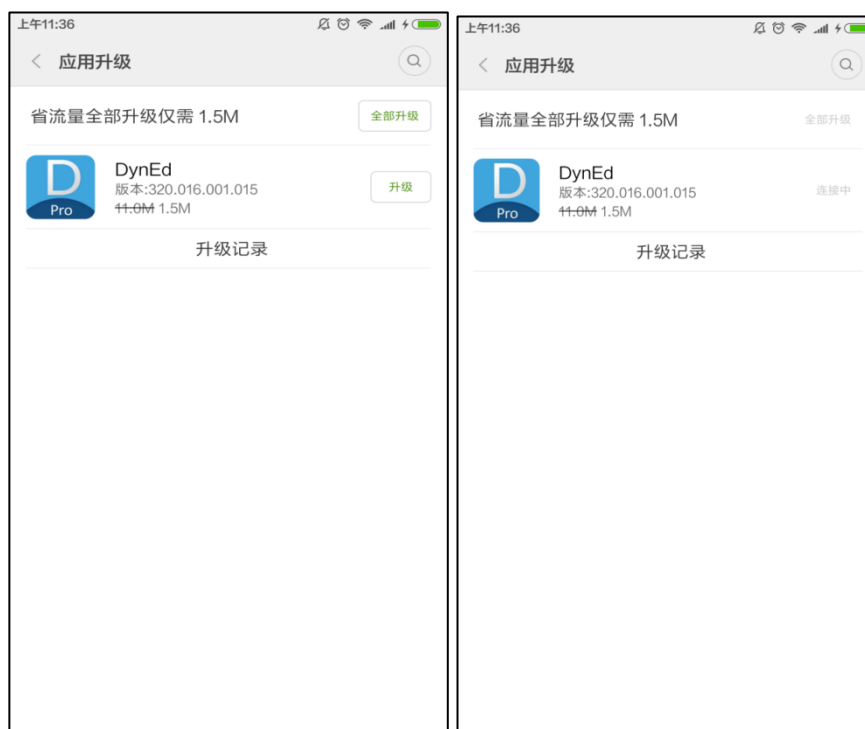 上午11:36
应用升级
省流量全部升级仅需 1.5M
全部升级
D
Pro
DynEd
版本:320.016.001.015
11.0M 1.5M
升级
升级记录
上午11:36
应用升级
省流量全部升级仅需 1.5M
全部升级
D
Pro
DynEd
版本:320.016.001.015
11.0M 1.5M
连接中
升级记录